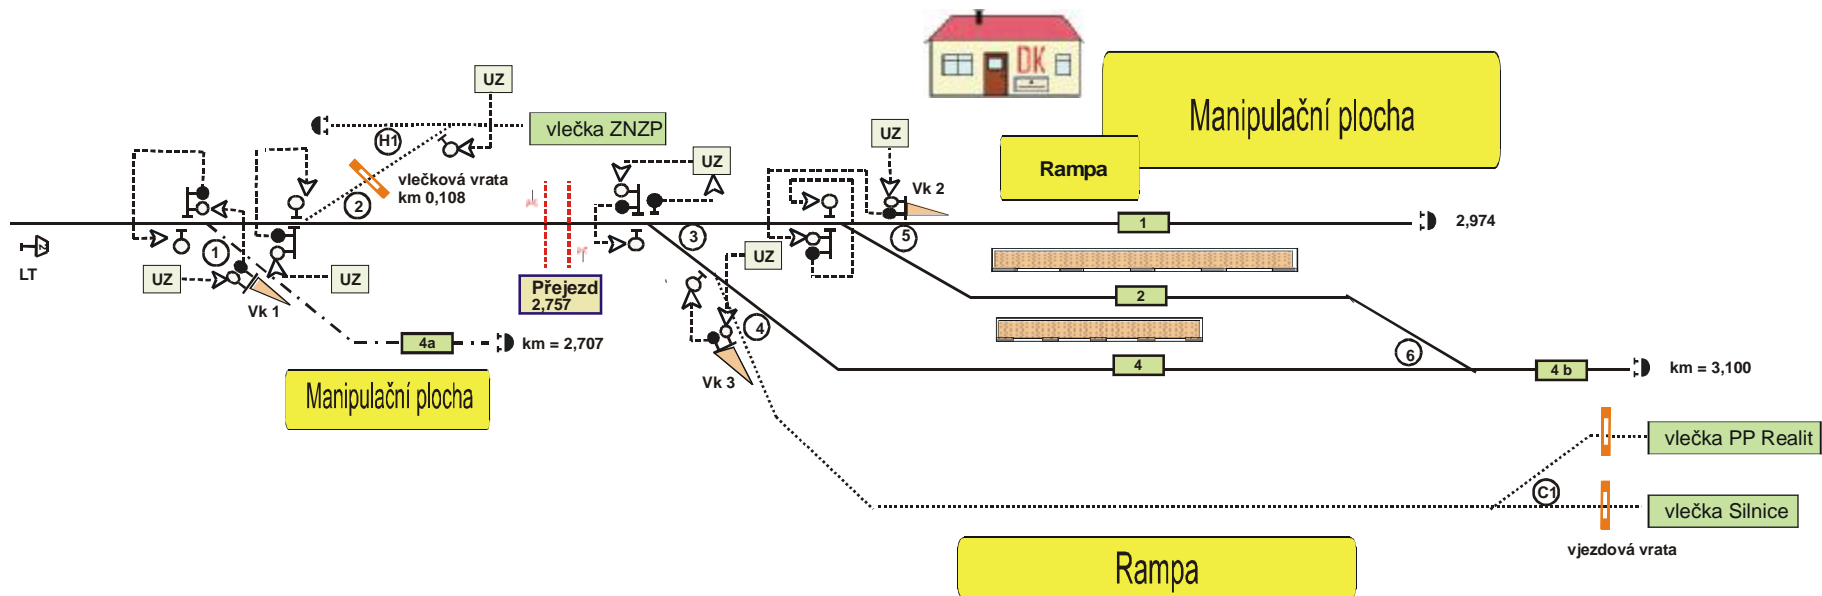 DK
Manipulační plocha
UZ
H1
vlečka ZNZP
UZ
UZ
Rampa
vlečková vrata
km 0,108
Vk 2
2
1
2,974
3
5
1
LT
UZ
UZ
UZ
Přejezd
2,757
2
Vk 1
4
4a
km = 2,707
Vk 3
6
4
4 b
km = 3,100
Manipulační plocha
vlečka PP Realit
C1
vlečka Silnice
vjezdová vrata
Rampa